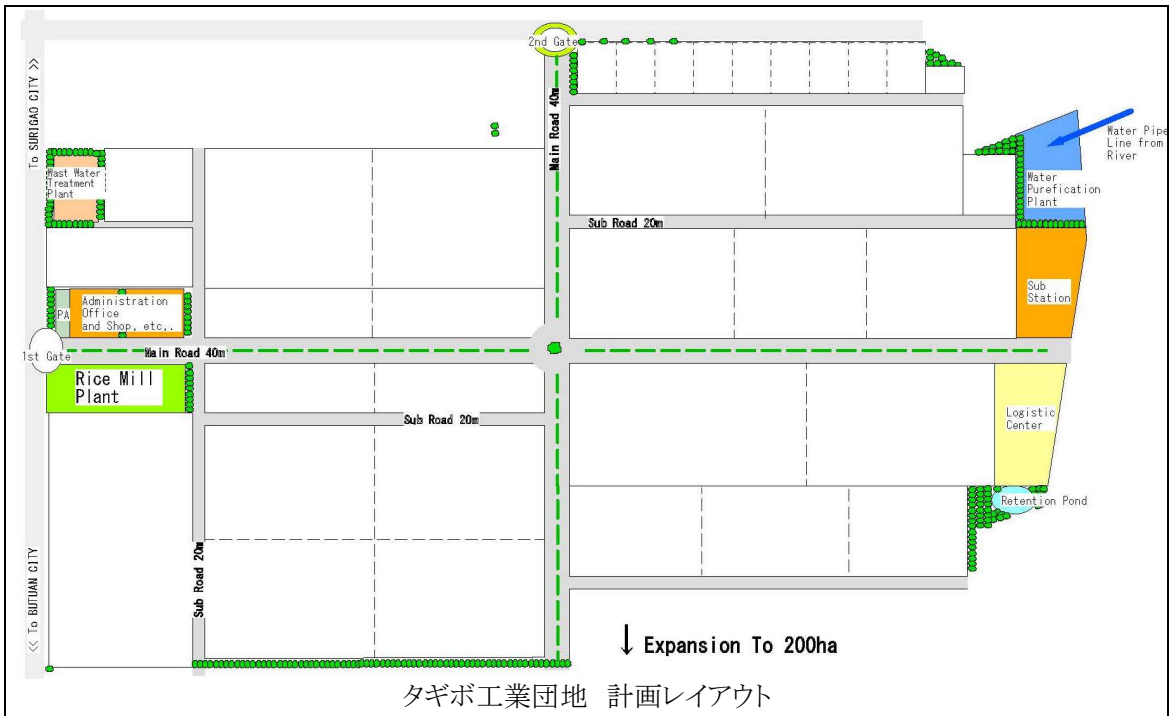 2nd Gate
To SURIGAO CITY >>
Main Road 40m
Water Pipe
Line from
River
Wast Water
Treatment
Plant
Water
Purefication
Plant
Sub Road 20m
Sub
Station
PA
Administration
Office
and Shop, etc,.
1st Gate
Main Road 40m
Rice Mill
Plant
Sub Road 20m
Logistic
Center
Retention Pond
Sub Road 20m
<< To BUTUAN CITY
↓ Expansion To 200ha
タギボ工業団地 計画レイアウト